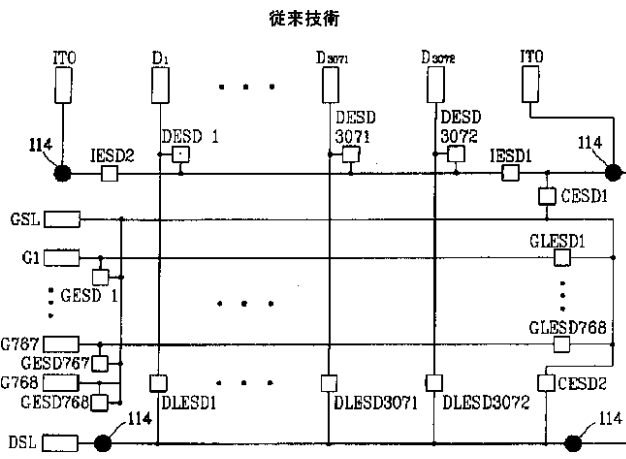 従来技術
ITO D1 ・・・ D3071 D3072 ITO
DESD 1
DESD
3071
DESD
3072
114
IESD2
IESD1
114
CESD1
GSL
G1
GLESD1
GESD 1
G787
GLESD768
GESD767
G768
GESD768
DLESD1
DLESD3071
DLESD3072
CESD2
114
114
DSL